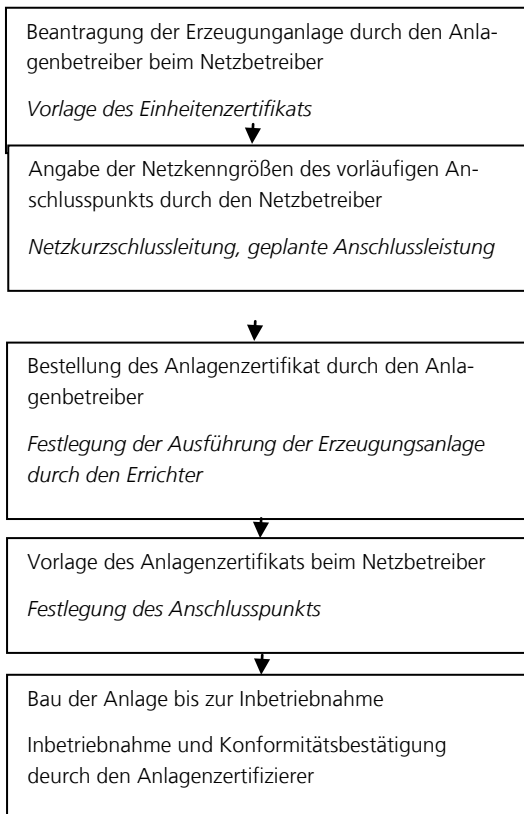 Beantragung der Erzeugunganlage durch den Anla-
genbetreiber beim Netzbetreiber
Vorlage des Einheitenzertifikats
Angabe der Netzkenngrößen des vorläufigen An-
schlusspunkts durch den Netzbetreiber
Netzkurzschlussleitung, geplante Anschlussleistung
Bestellung des Anlagenzertifikat durch den Anla-
genbetreiber
Festlegung der Ausführung der Erzeugungsanlage
durch den Errichter
Vorlage des Anlagenzertifikats beim Netzbetreiber
Festlegung des Anschlusspunkts
Bau der Anlage bis zur Inbetriebnahme
Inbetriebnahme und Konformitätsbestätigung
deurch den Anlagenzertifizierer